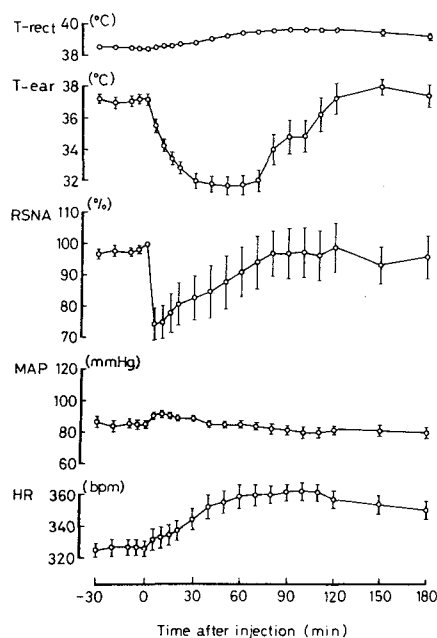 T-rect (°C)
40
38
T-ear (°C)
38
36
34
32
RSNA (%)
110
100
90
80
70
MAP (mmHg)
100
80
60
HR (bpm)
360
340
320
-30 0 30 60 90 120 150 180
Time after injection (min)